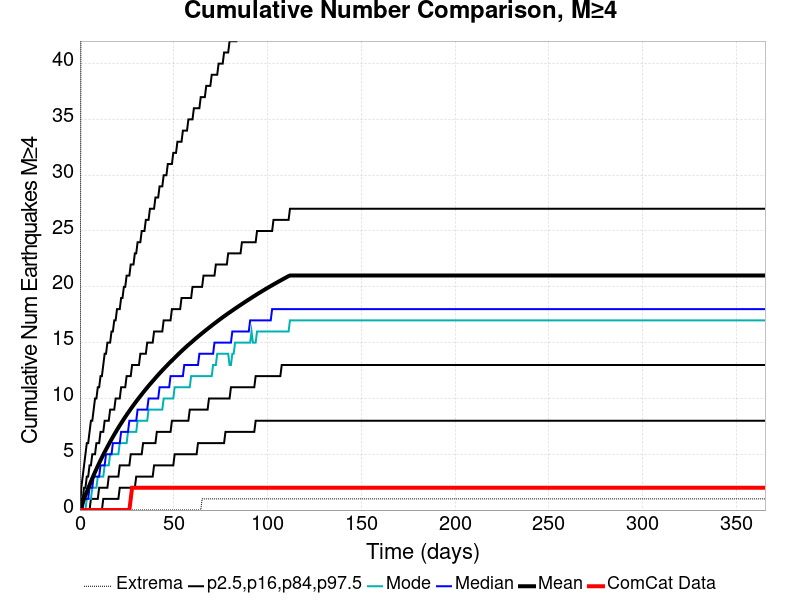 Cumulative Number Comparison, M≥4
Cumulative Num Earthquakes M≥4
40
35
30
25
20
15
10
5
0
0 50 100 150 200 250 300 350
Time (days)
Extrema p2.5,p16,p84,p97.5 Mode Median Mean ComCat Data